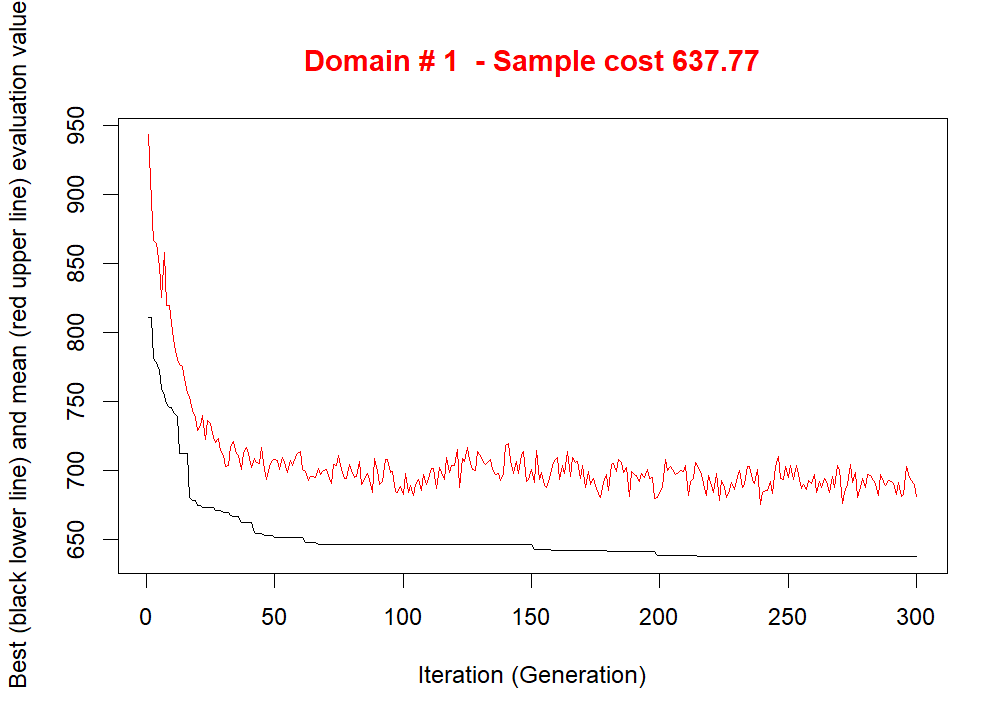 Domain # 1  - Sample cost 637.77
Best (black lower line) and mean (red upper line) evaluation value
950
900
850
800
750
700
650
0 50 100 150 200 250 300
Iteration (Generation)